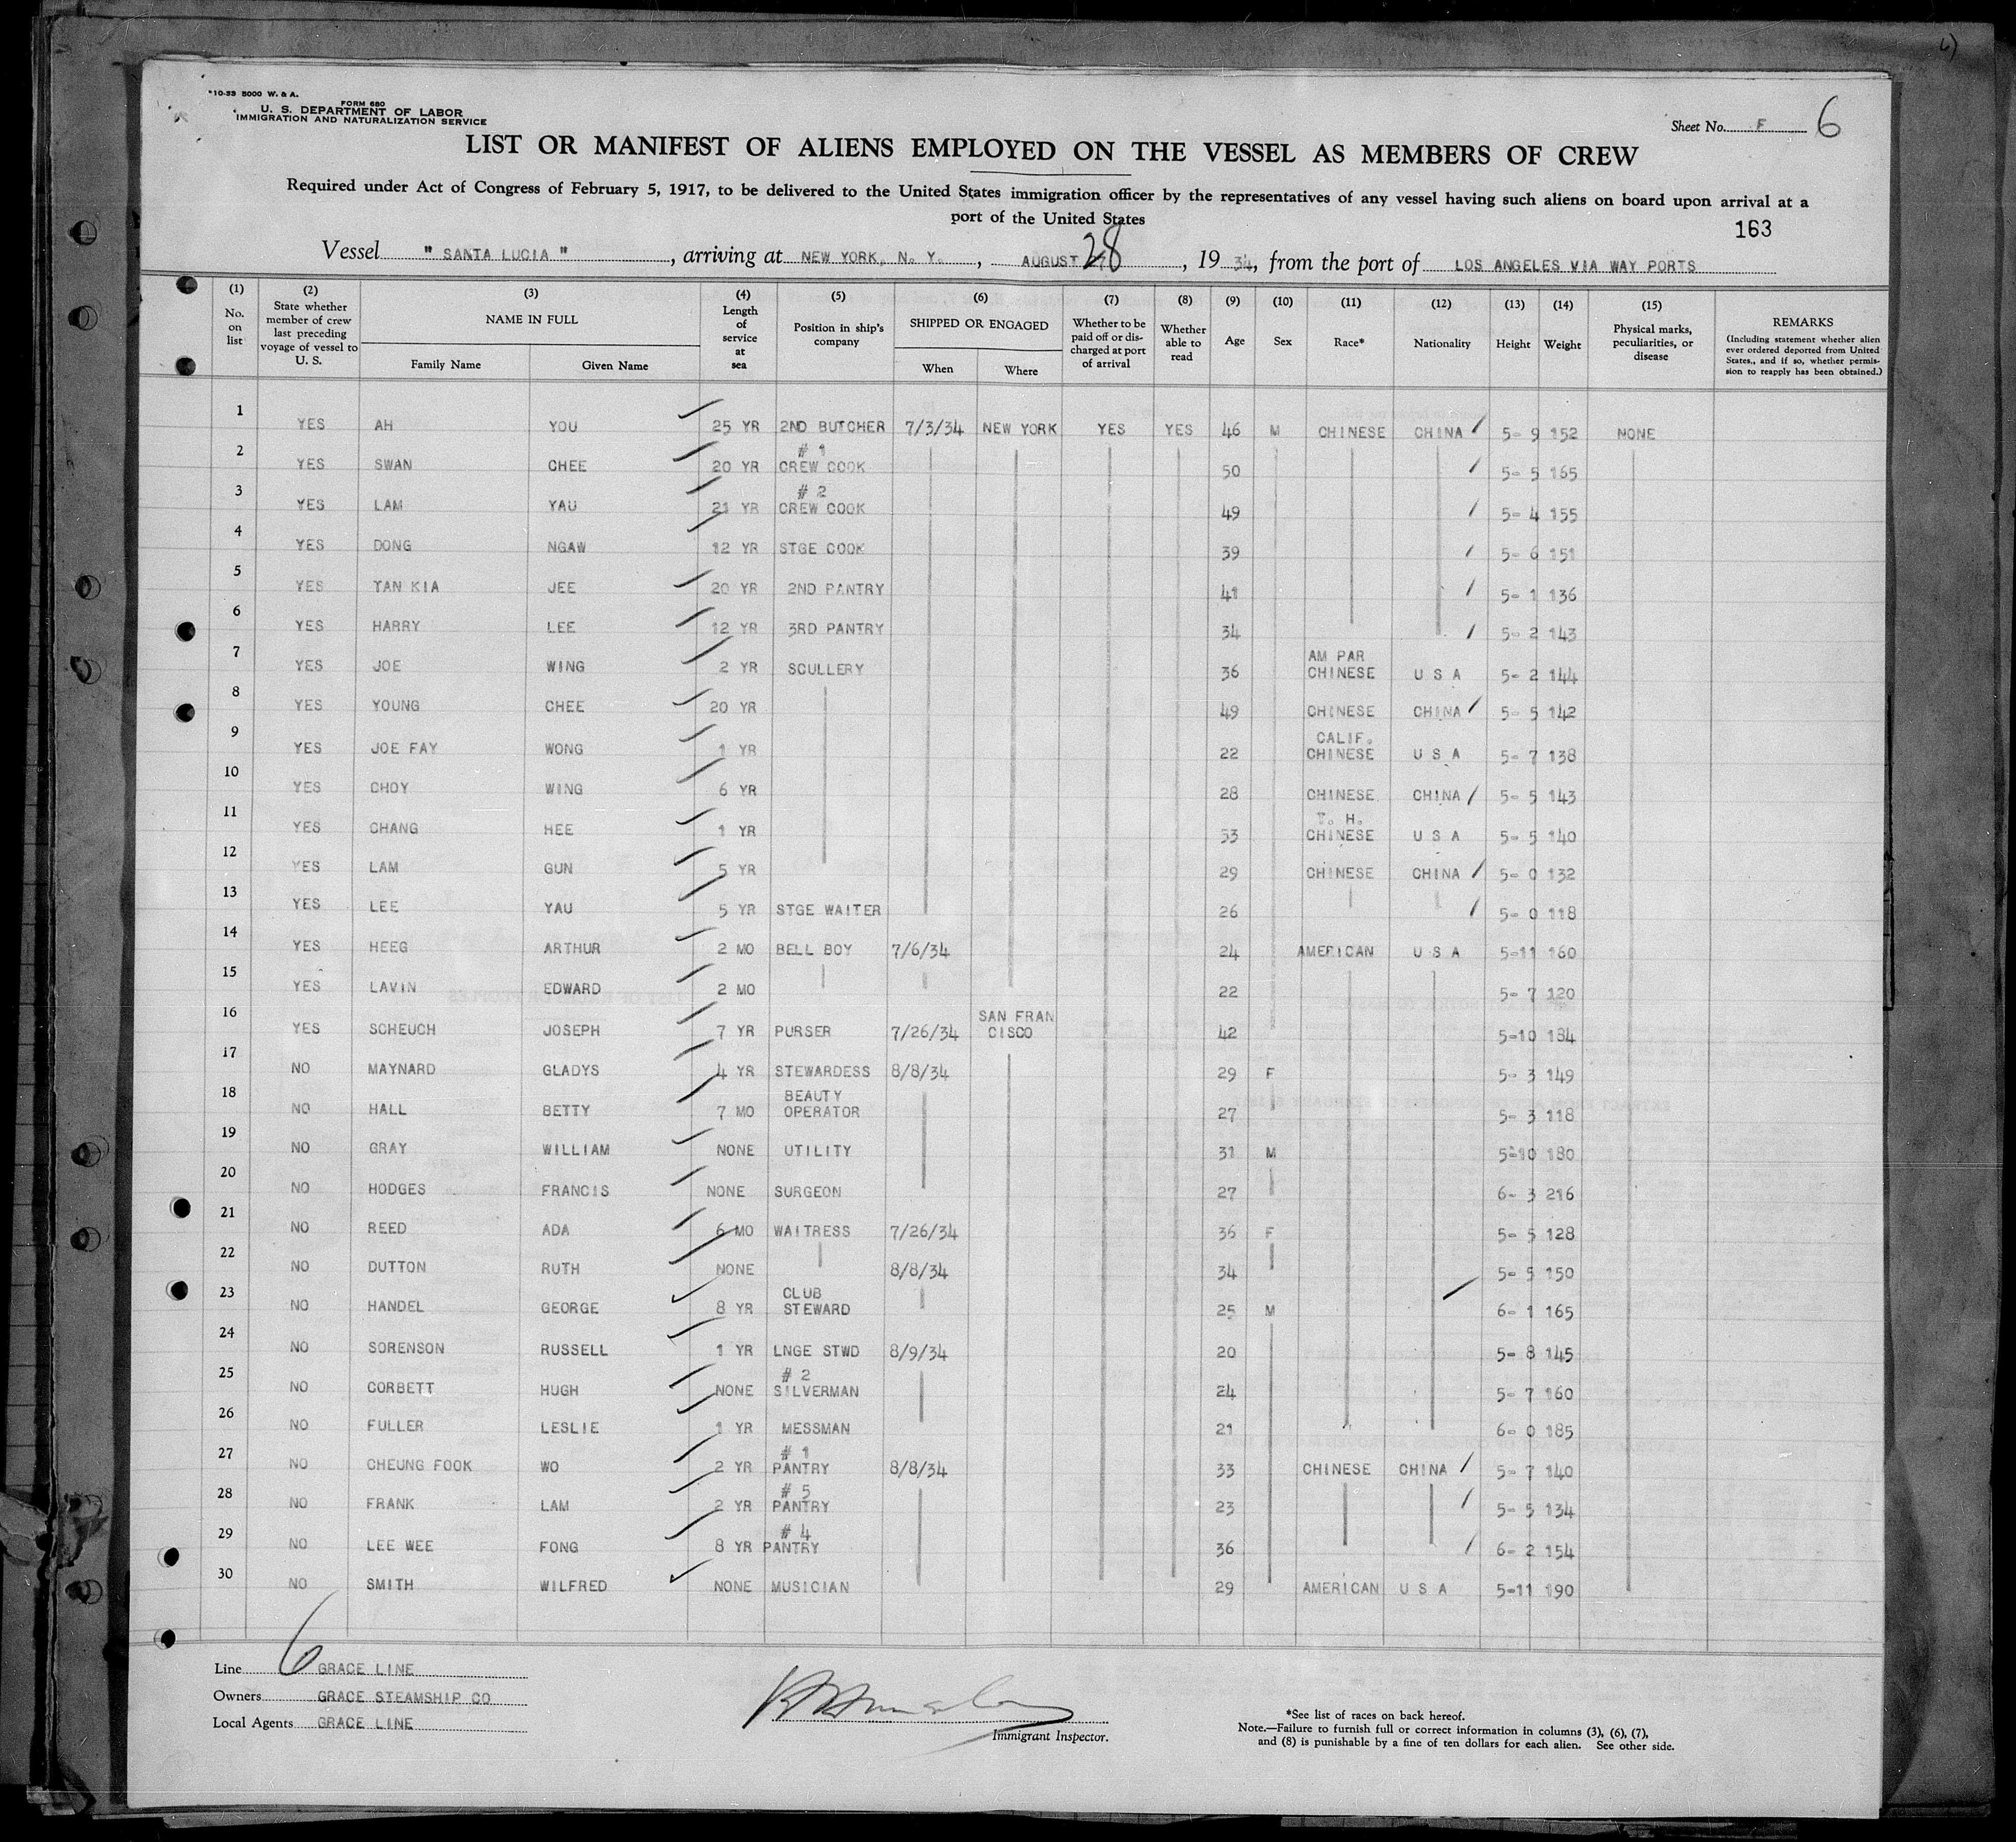 *10-33 5000 W. & A.
FORM 680
U. S. DEPARTMENT OF LABOR
IMMIGRATION AND NATURALIZATION SERVICE
Sheet No. F 6
LIST OR MANIFEST OF ALIENS EMPLOYED ON THE VESSEL AS MEMBERS OF CREW
Required under Act of Congress of February 5, 1917, to be delivered to the United States immigration officer by the representatives of any vessel having such aliens on board upon arrival at a
port of the United States
163
Vessel " SANTA LUCIA ", arriving at NEW YORK, N. Y., AUGUST 28, 19 34, from the port of LOS ANGELES VIA WAY PORTS
(1) No. on list
(2) State whether member of crew last preceding voyage of vessel to U. S.
(3) NAME IN FULL Family Name Given Name
(4) Length of service at sea
(5) Position in ship's company
(6) SHIPPED OR ENGAGED When Where
(7) Whether to be paid off or discharged at port of arrival
(8) Whether able to read
(9) Age
(10) Sex
(11) Race*
(12) Nationality
(13) Height
(14) Weight
(15) Physical marks, peculiarities, or disease
REMARKS (Including statement whether alien ever ordered deported from United States., and if so, whether permission to reapply has been obtained.)
1 YES AH YOU 25 YR 2ND BUTCHER 7/3/34 NEW YORK YES YES 46 M CHINESE CHINA 5- 9 152 NONE
2 YES SWAN CHEE 20 YR # 1 CREW COOK 50 5- 5 165
3 YES LAM YAU 21 YR # 2 CREW COOK 49 5- 4 155
4 YES DONG NGAW 12 YR STGE COOK 39 5- 6 151
5 YES TAN KIA JEE 20 YR 2ND PANTRY 41 5- 1 136
6 YES HARRY LEE 12 YR 3RD PANTRY 34 5- 2 143
7 YES JOE WING 2 YR SCULLERY 36 AM PAR CHINESE U S A 5- 2 144
8 YES YOUNG CHEE 20 YR 49 CHINESE CHINA 5- 5 142
9 YES JOE FAY WONG 1 YR 22 CALIF. CHINESE U S A 5- 7 138
10 YES CHOY WING 6 YR 28 CHINESE CHINA 5- 5 143
11 YES CHANG HEE 1 YR 53 T. H. CHINESE U S A 5- 5 140
12 YES LAM GUN 5 YR 29 CHINESE CHINA 5- 0 132
13 YES LEE YAU 5 YR STGE WAITER 26 5- 0 118
14 YES HEEG ARTHUR 2 MO BELL BOY 7/6/34 24 AMERICAN U S A 5-11 160
15 YES LAVIN EDWARD 2 MO 22 5- 7 120
16 YES SCHEUCH JOSEPH 7 YR PURSER 7/26/34 SAN FRAN CISCO 42 5-10 184
17 NO MAYNARD GLADYS 4 YR STEWARDESS 8/8/34 29 F 5- 3 149
18 NO HALL BETTY 7 MO BEAUTY OPERATOR 27 5- 3 118
19 NO GRAY WILLIAM NONE UTILITY 31 M 5-10 180
20 NO HODGES FRANCIS NONE SURGEON 27 6- 3 216
21 NO REED ADA 6 MO WAITRESS 7/26/34 36 F 5- 5 128
22 NO DUTTON RUTH NONE 8/8/34 34 5- 5 150
23 NO HANDEL GEORGE 8 YR CLUB STEWARD 25 M 6- 1 165
24 NO SORENSON RUSSELL 1 YR LNGE STWD 8/9/34 20 5- 8 145
25 NO CORBETT HUGH NONE # 2 SILVERMAN 24 5- 7 160
26 NO FULLER LESLIE 1 YR MESSMAN 21 6- 0 185
27 NO CHEUNG FOOK WO 2 YR # 1 PANTRY 8/8/34 33 CHINESE CHINA 5- 7 140
28 NO FRANK LAM 2 YR # 5 PANTRY 23 5- 5 134
29 NO LEE WEE FONG 8 YR # 4 PANTRY 36 6- 2 154
30 NO SMITH WILFRED NONE MUSICIAN 29 AMERICAN U S A 5-11 190
6
Line GRACE LINE
Owners GRACE STEAMSHIP CO
Local Agents GRACE LINE
Immigrant Inspector.
*See list of races on back hereof.
Note.—Failure to furnish full or correct information in columns (3), (6), (7),
and (8) is punishable by a fine of ten dollars for each alien. See other side.